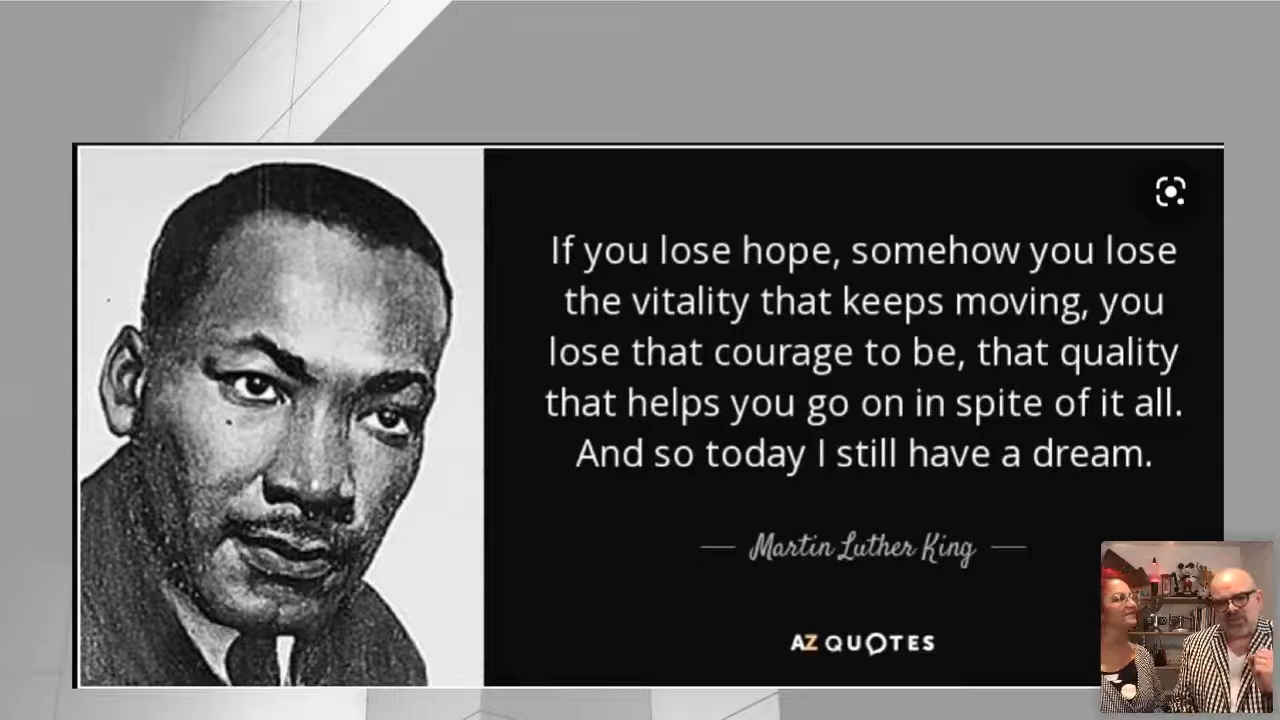 If you lose hope, somehow you lose
the vitality that keeps moving, you
lose that courage to be, that quality
that helps you go on in spite of it all.
And so today I still have a dream.
Martin Luther King
AZ QUOTES